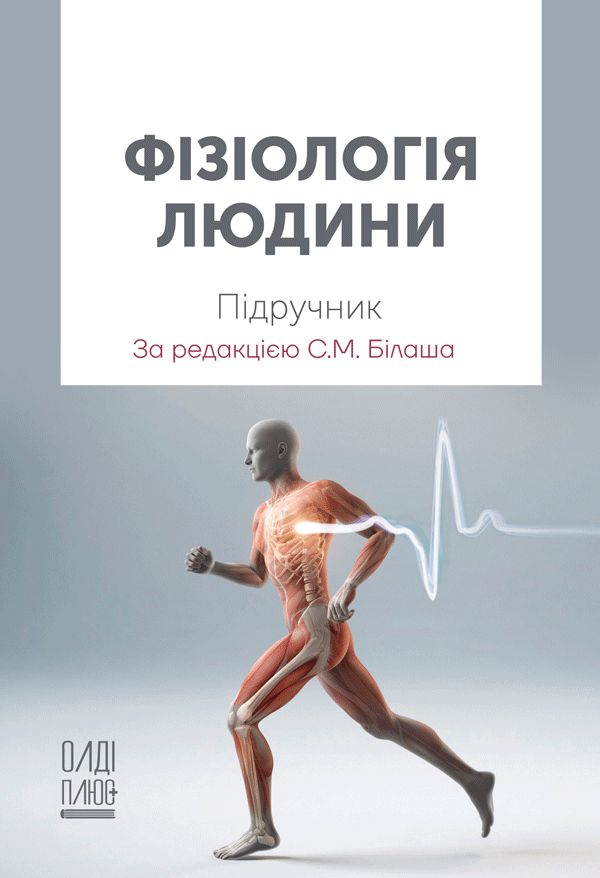 ФІЗІОЛОГІЯ
ЛЮДИНИ
Підручник
За редакцією С.М. Білаша
ОЛДІ
ПЛЮС+